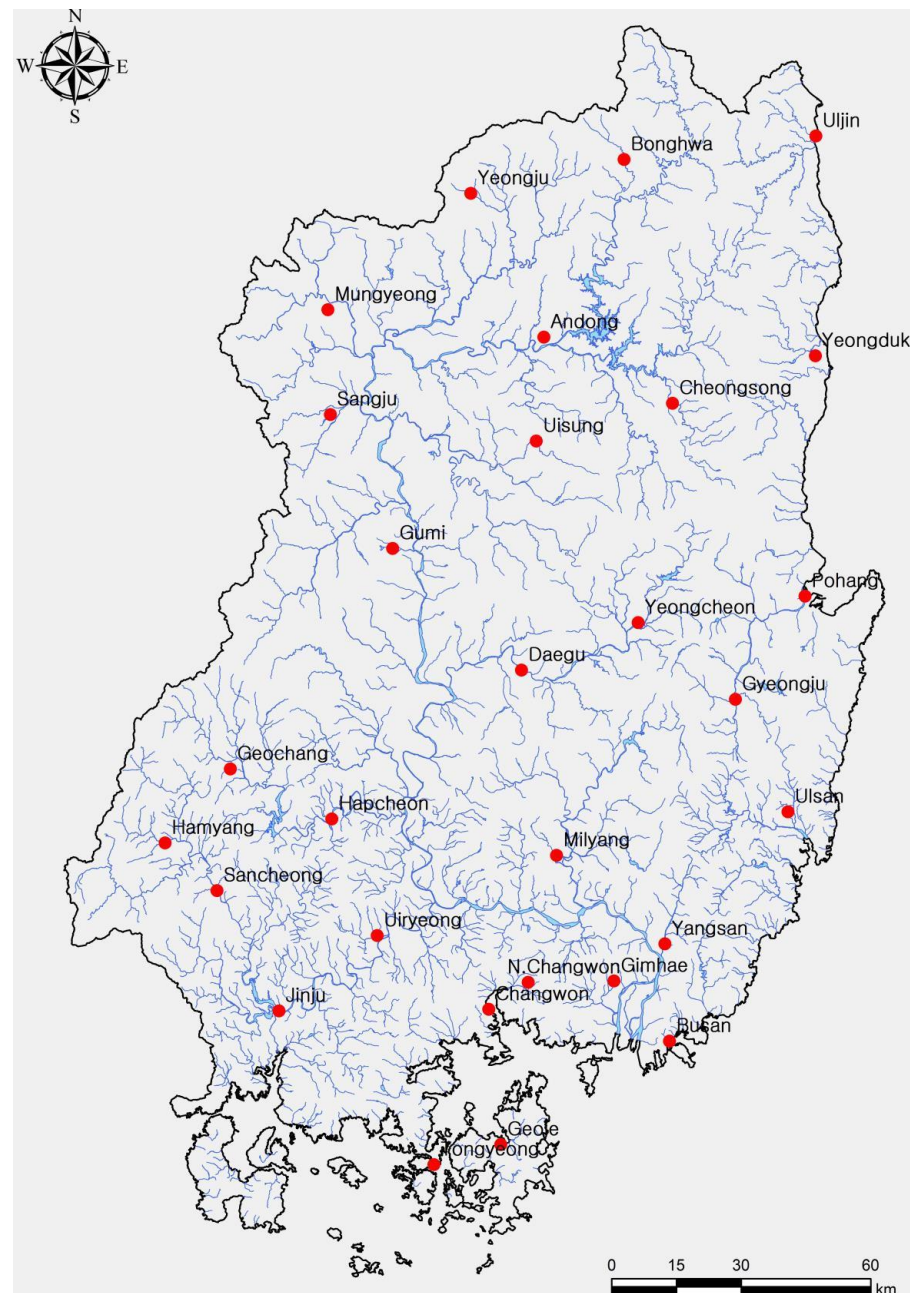 N
W E
S
Uljin
Bonghwa
Yeongju
Mungyeong
Andong
Yeongduk
Cheongsong
Sangju
Uisung
Gumi
Pohang
Yeongcheon
Daegu
Gyeongju
Geochang
Hapcheon
Ulsan
Hamyang
Milyang
Sancheong
Uiryeong
Yangsan
N.Changwon
Gimhae
Jinju
Changwon
Busan
Geoje
Tongyeong
0 15 30 60
km